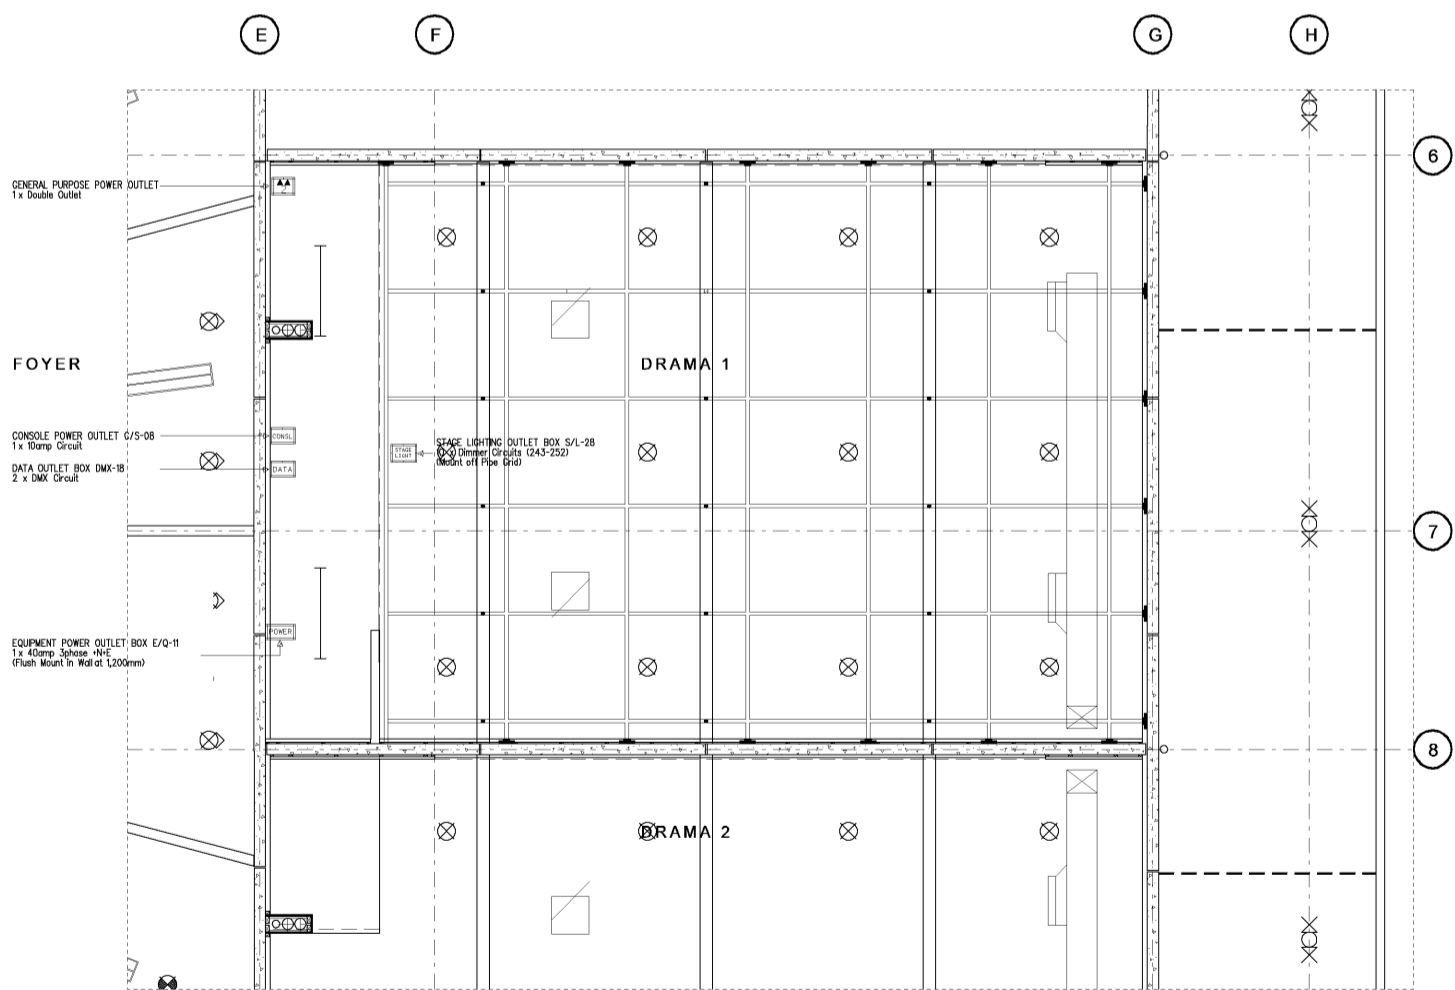 E
F
G
H
6
GENERAL PURPOSE POWER OUTLET
1 x Double Outlet
FOYER
DRAMA 1
CONSOLE POWER OUTLET C/S-08
1 x 10amp Circuit
CONSL
DATA OUTLET BOX DMX-18
2 x DMX Circuit
DATA
STAGE
LIGHT
STAGE LIGHTING OUTLET BOX S/L-28
x Dimmer Circuits (243-252)
(Mount off Pipe Grid)
7
EQUIPMENT POWER OUTLET BOX E/Q-11
1 x 40amp 3phase +N+E
(Flush Mount in Wall at 1,200mm)
POWER
8
DRAMA 2